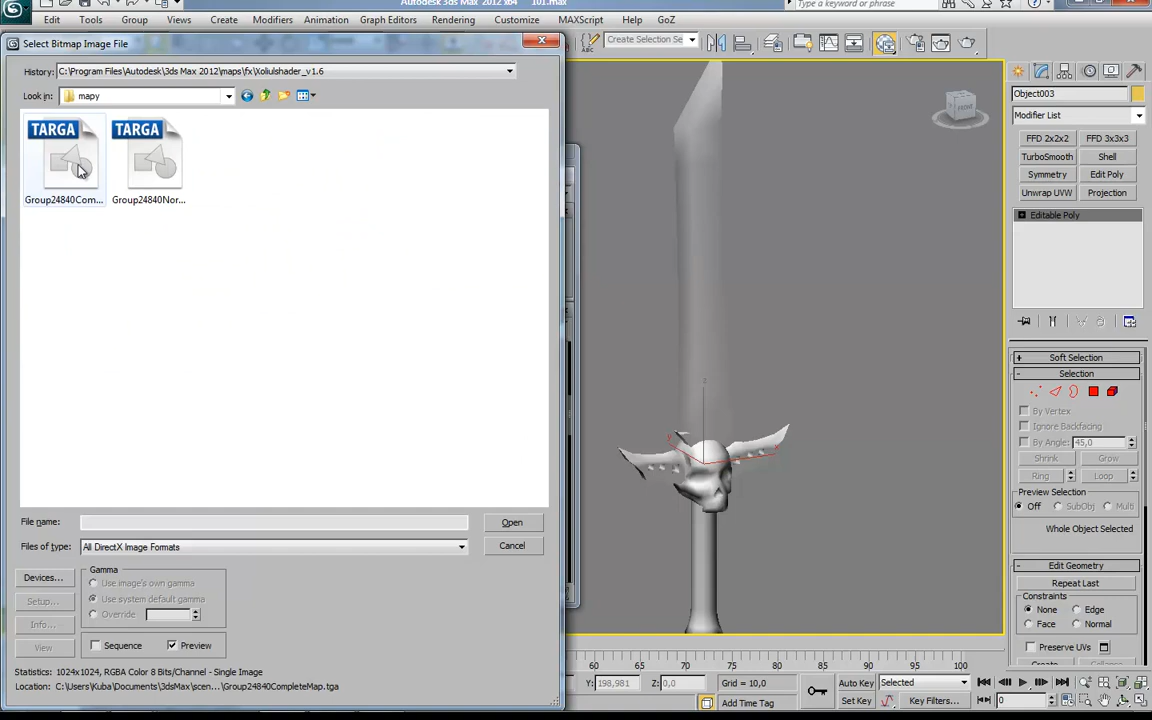 Autodesk 3ds Max 2012 x64 101.max
Type a keyword or phrase
Edit Tools Group Views Create Modifiers Animation Graph Editors Rendering Customize MAXScript Help GoZ
Select Bitmap Image File
History: C:\Program Files\Autodesk\3ds Max 2012\maps\fx\Xoliulshader_v1.6
Look in: mapy
TARGA TARGA
Group24840Com... Group24840Nor...
File name: Open
Files of type: All DirectX Image Formats Cancel
Devices...
Setup...
Info...
View
Gamma
Use image's own gamma
Use system default gamma
Override
Sequence Preview
Statistics: 1024x1024, RGBA Color 8 Bits/Channel - Single Image
Location: C:\Users\Kuba\Documents\3dsMax\scen...\Group24840CompleteMap.tga
ABC Create Selection Se
FRONT
z
y
x
Object003
Modifier List
FFD 2x2x2 FFD 3x3x3
TurboSmooth Shell
Symmetry Edit Poly
Unwrap UVW Projection
Editable Poly
+ Soft Selection
- Selection
By Vertex
Ignore Backfacing
By Angle: 45,0
Shrink Grow
Ring Loop
Preview Selection
Off SubObj Multi
Whole Object Selected
- Edit Geometry
Repeat Last
Constraints
None Edge
Face Normal
Preserve UVs
Create Collapse
60 65 70 75 80 85 90 95 100
Y: 198,981 Z: 0,0 Grid = 10,0 Auto Key Selected
Add Time Tag Set Key Key Filters... 0